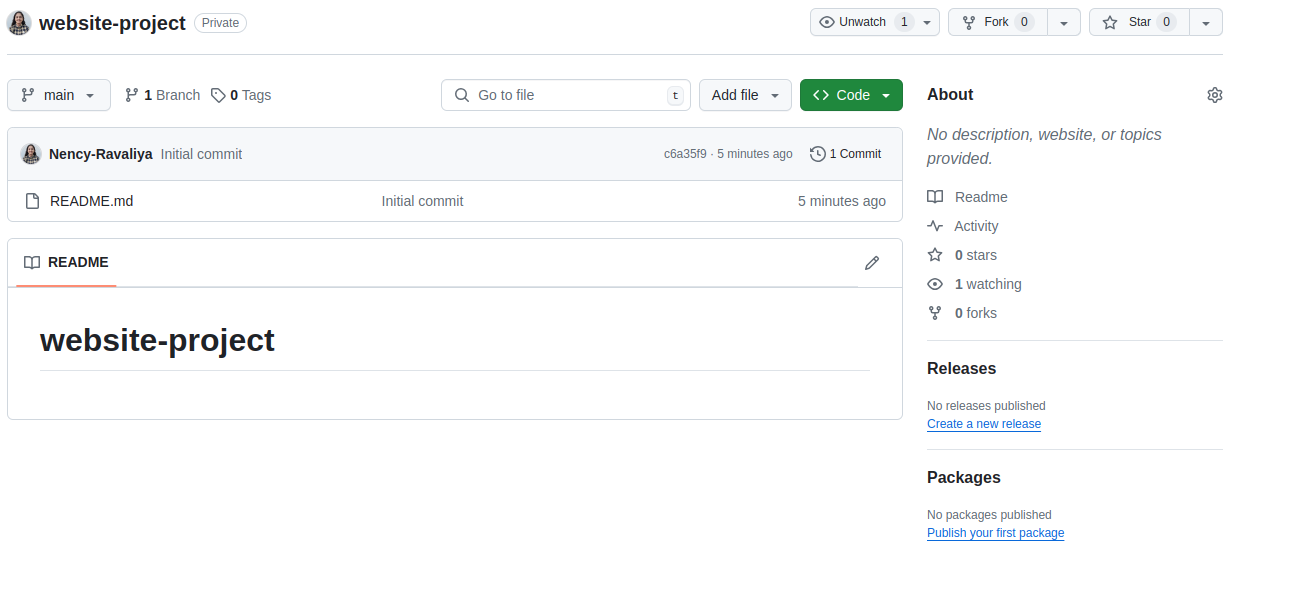 website-project Private Unwatch 1 Fork 0 Star 0
main 1 Branch 0 Tags Go to file t Add file Code
Nency-Ravaliya Initial commit c6a35f9 · 5 minutes ago 1 Commit
README.md Initial commit 5 minutes ago
README
website-project
About
No description, website, or topics
provided.
Readme
Activity
0 stars
1 watching
0 forks
Releases
No releases published
Create a new release
Packages
No packages published
Publish your first package